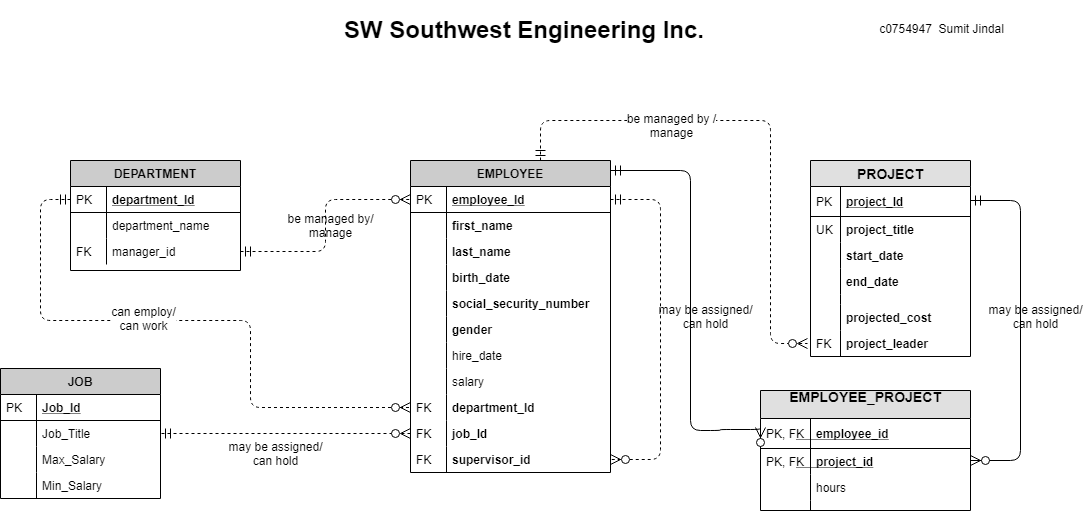 SW Southwest Engineering Inc.
c0754947 Sumit Jindal
be managed by /
manage
DEPARTMENT
PK department_Id
department_name
FK manager_id
be managed by/
manage
can employ/
can work
JOB
PK Job_Id
Job_Title
Max_Salary
Min_Salary
may be assigned/
can hold
EMPLOYEE
PK employee_Id
first_name
last_name
birth_date
social_security_number
gender
hire_date
salary
FK department_Id
FK job_Id
FK supervisor_id
may be assigned/
can hold
PROJECT
PK project_Id
UK project_title
start_date
end_date
projected_cost
FK project_leader
may be assigned/
can hold
EMPLOYEE_PROJECT
PK, FK employee_id
PK, FK project_id
hours